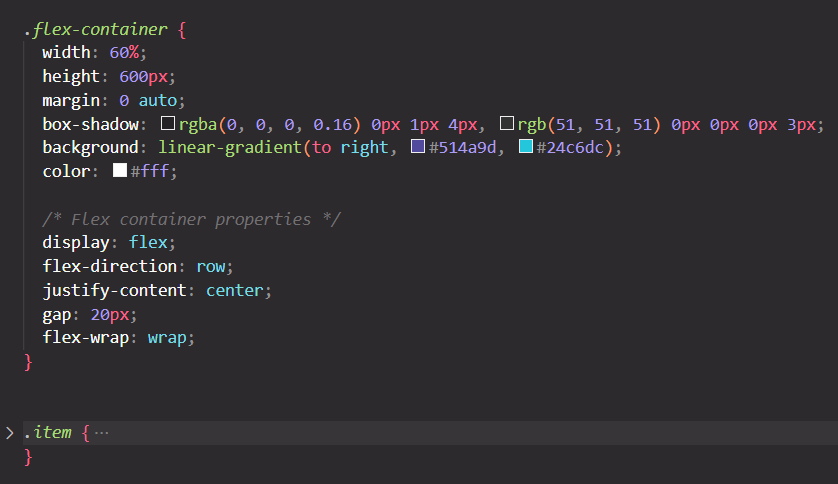 .flex-container {
width: 60%;
height: 600px;
margin: 0 auto;
box-shadow: rgba(0, 0, 0, 0.16) 0px 1px 4px, rgb(51, 51, 51) 0px 0px 0px 3px;
background: linear-gradient(to right, #514a9d, #24c6dc);
color: #fff;
/* Flex container properties */
display: flex;
flex-direction: row;
justify-content: center;
gap: 20px;
flex-wrap: wrap;
}
.item { ···
}